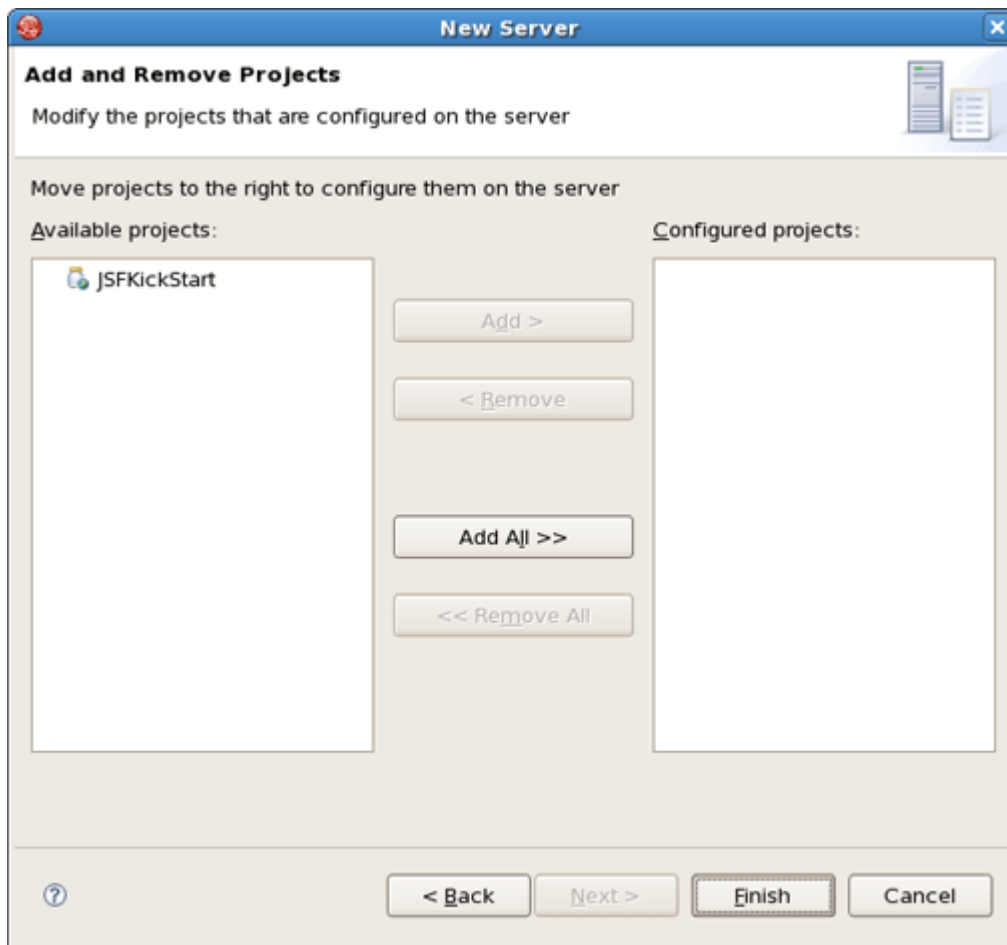 New Server
Add and Remove Projects
Modify the projects that are configured on the server
Move projects to the right to configure them on the server
Available projects:
Configured projects:
JSFKickStart
Add >
< Remove
Add All >>
<< Remove All
?
< Back
Next >
Finish
Cancel